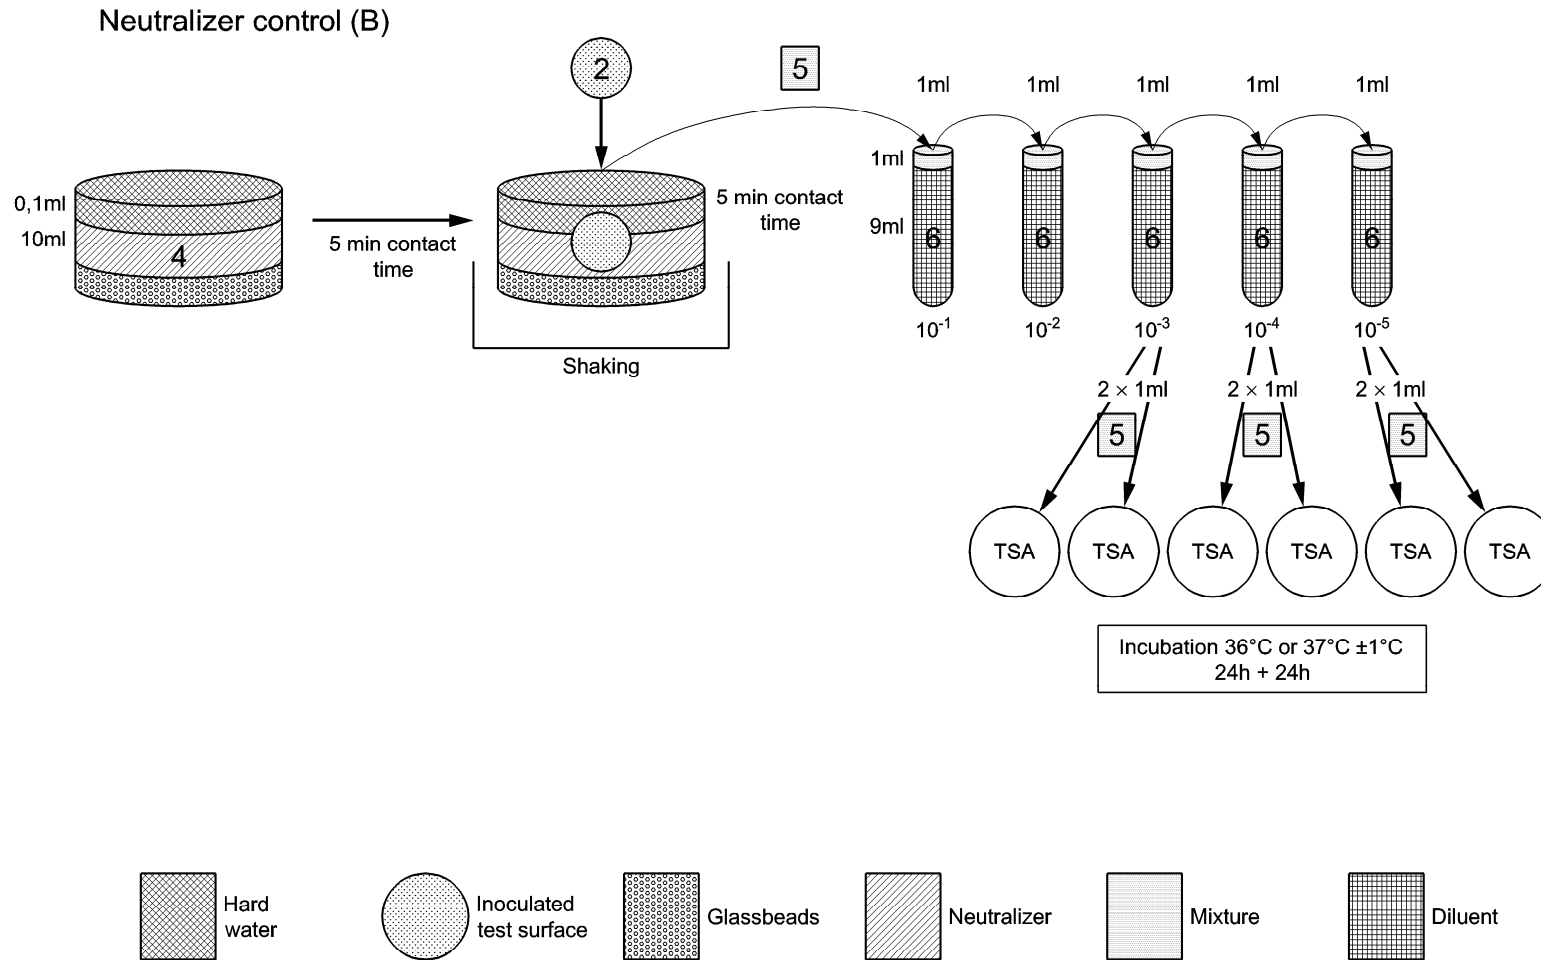 Neutralizer control (B)
2
5
1ml
1ml
1ml
1ml
1ml
0,1ml
10ml
4
5 min contact
time
5 min contact
time
Shaking
1ml
9ml
6
6
6
6
6
10-1
10-2
10-3
10-4
10-5
2 × 1ml
2 × 1ml
2 × 1ml
5
5
5
TSA
TSA
TSA
TSA
TSA
TSA
Incubation 36°C or 37°C ±1°C
24h + 24h
Hard
water
Inoculated
test surface
Glassbeads
Neutralizer
Mixture
Diluent